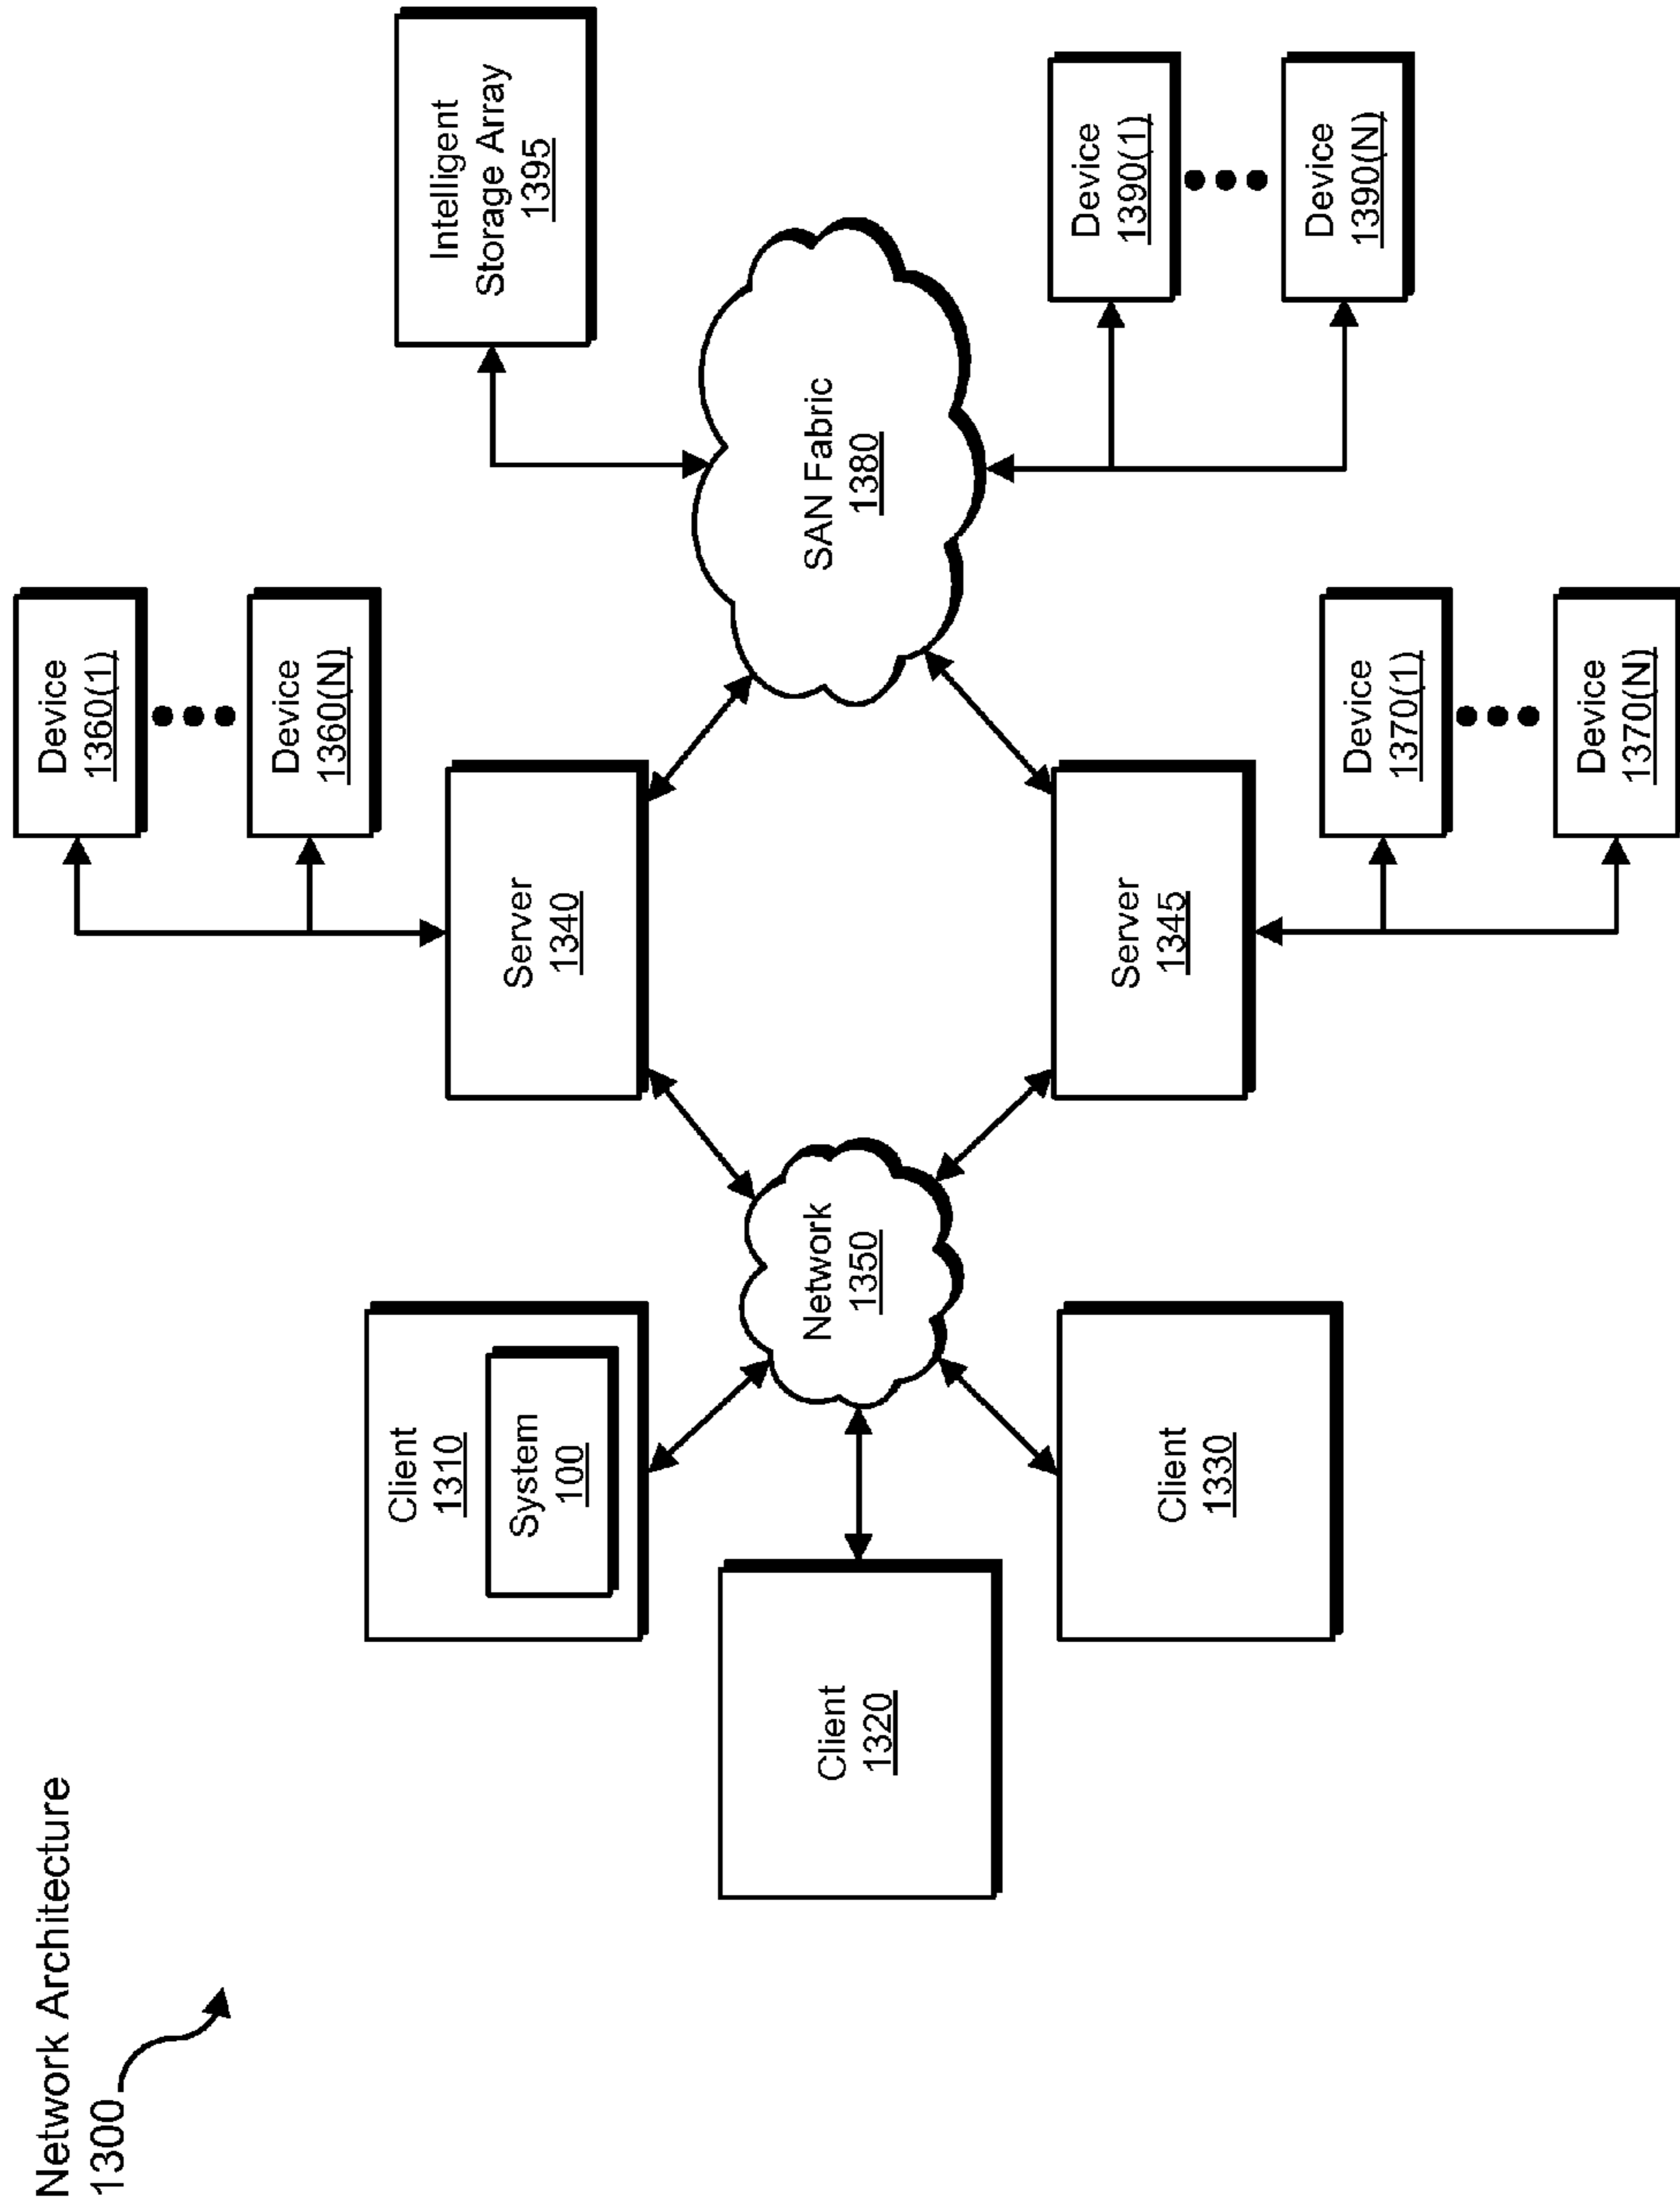 Network Architecture
1300
Client
1310
System
100
Client
1320
Client
1330
Network
1350
Server
1340
Server
1345
Device
1360(1)
Device
1360(N)
Device
1370(1)
Device
1370(N)
SAN Fabric
1380
Intelligent
Storage Array
1395
Device
1390(1)
Device
1390(N)